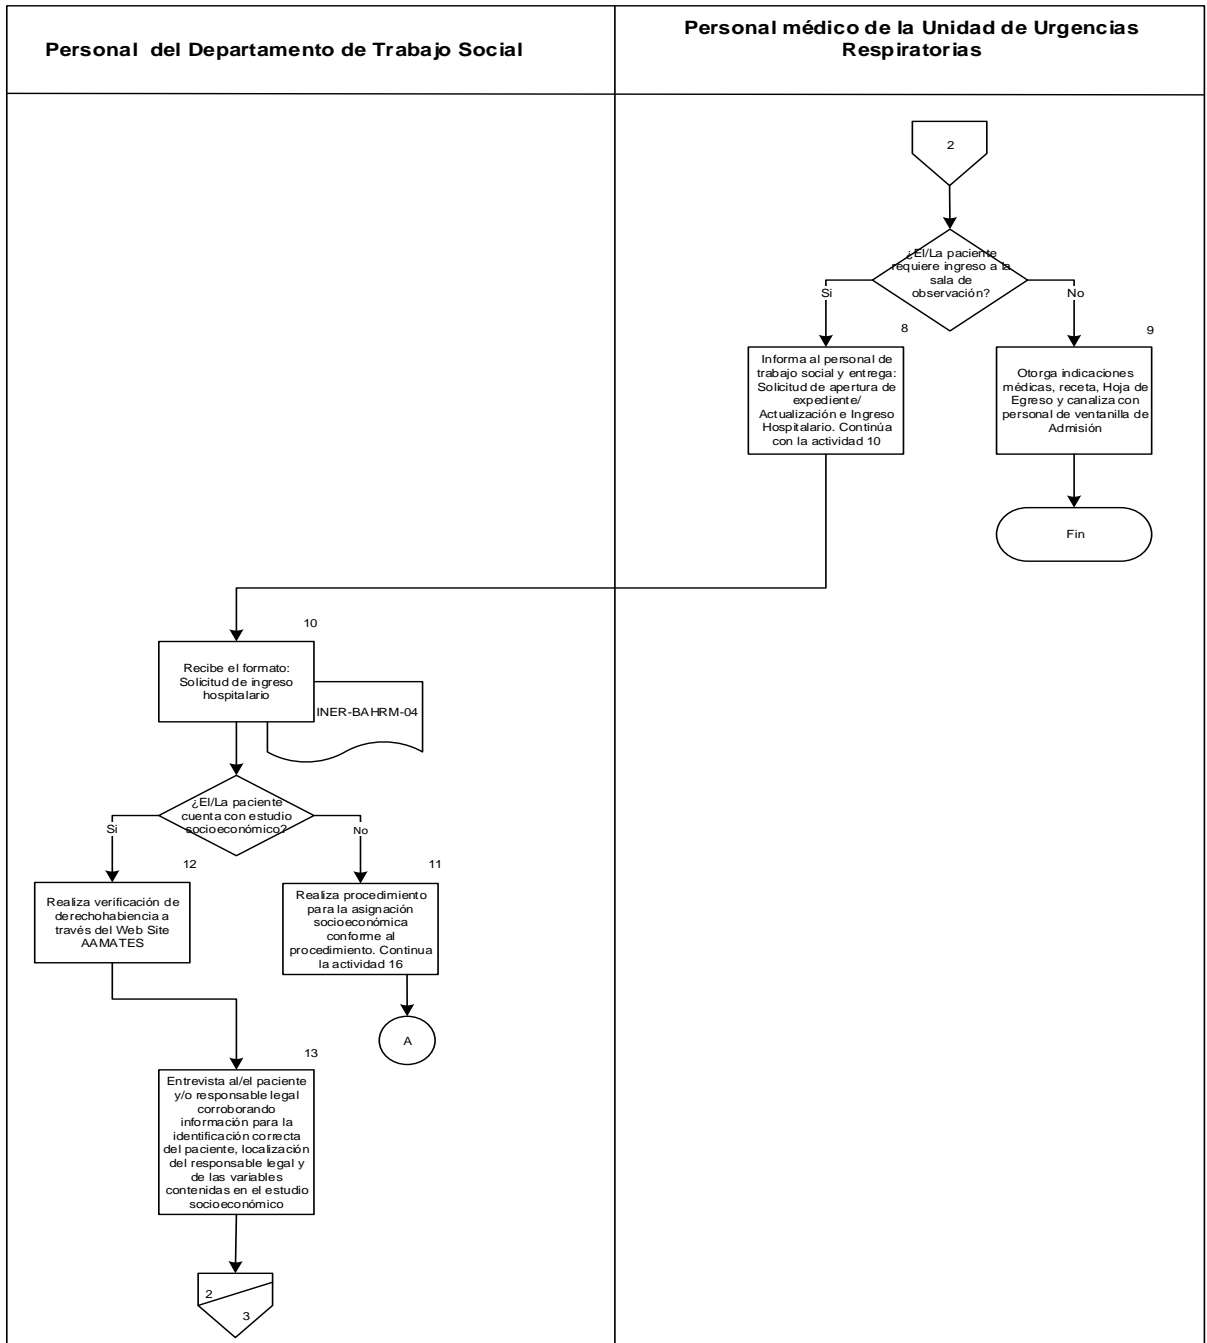 Personal del Departamento de Trabajo Social
Personal médico de la Unidad de Urgencias
Respiratorias
2
¿El/La paciente
requiere ingreso a la
sala de
observación?
Si
No
8
Informa al personal de
trabajo social y entrega:
Solicitud de apertura de
expediente/
Actualización e Ingreso
Hospitalario. Continúa
con la actividad 10
9
Otorga indicaciones
médicas, receta, Hoja de
Egreso y canaliza con
personal de ventanilla de
Admisión
Fin
10
Recibe el formato:
Solicitud de ingreso
hospitalario
INER-BAHRM-04
¿El/La paciente
cuenta con estudio
socioeconómico?
Si
No
12
Realiza verificación de
derechohabiencia a
través del Web Site
AAMATES
11
Realiza procedimiento
para la asignación
socioeconómica
conforme al
procedimiento. Continua
la actividad 16
A
13
Entrevista al/el paciente
y/o responsable legal
corroborando
información para la
identificación correcta
del paciente, localización
del responsable legal y
de las variables
contenidas en el estudio
socioeconómico
2
3